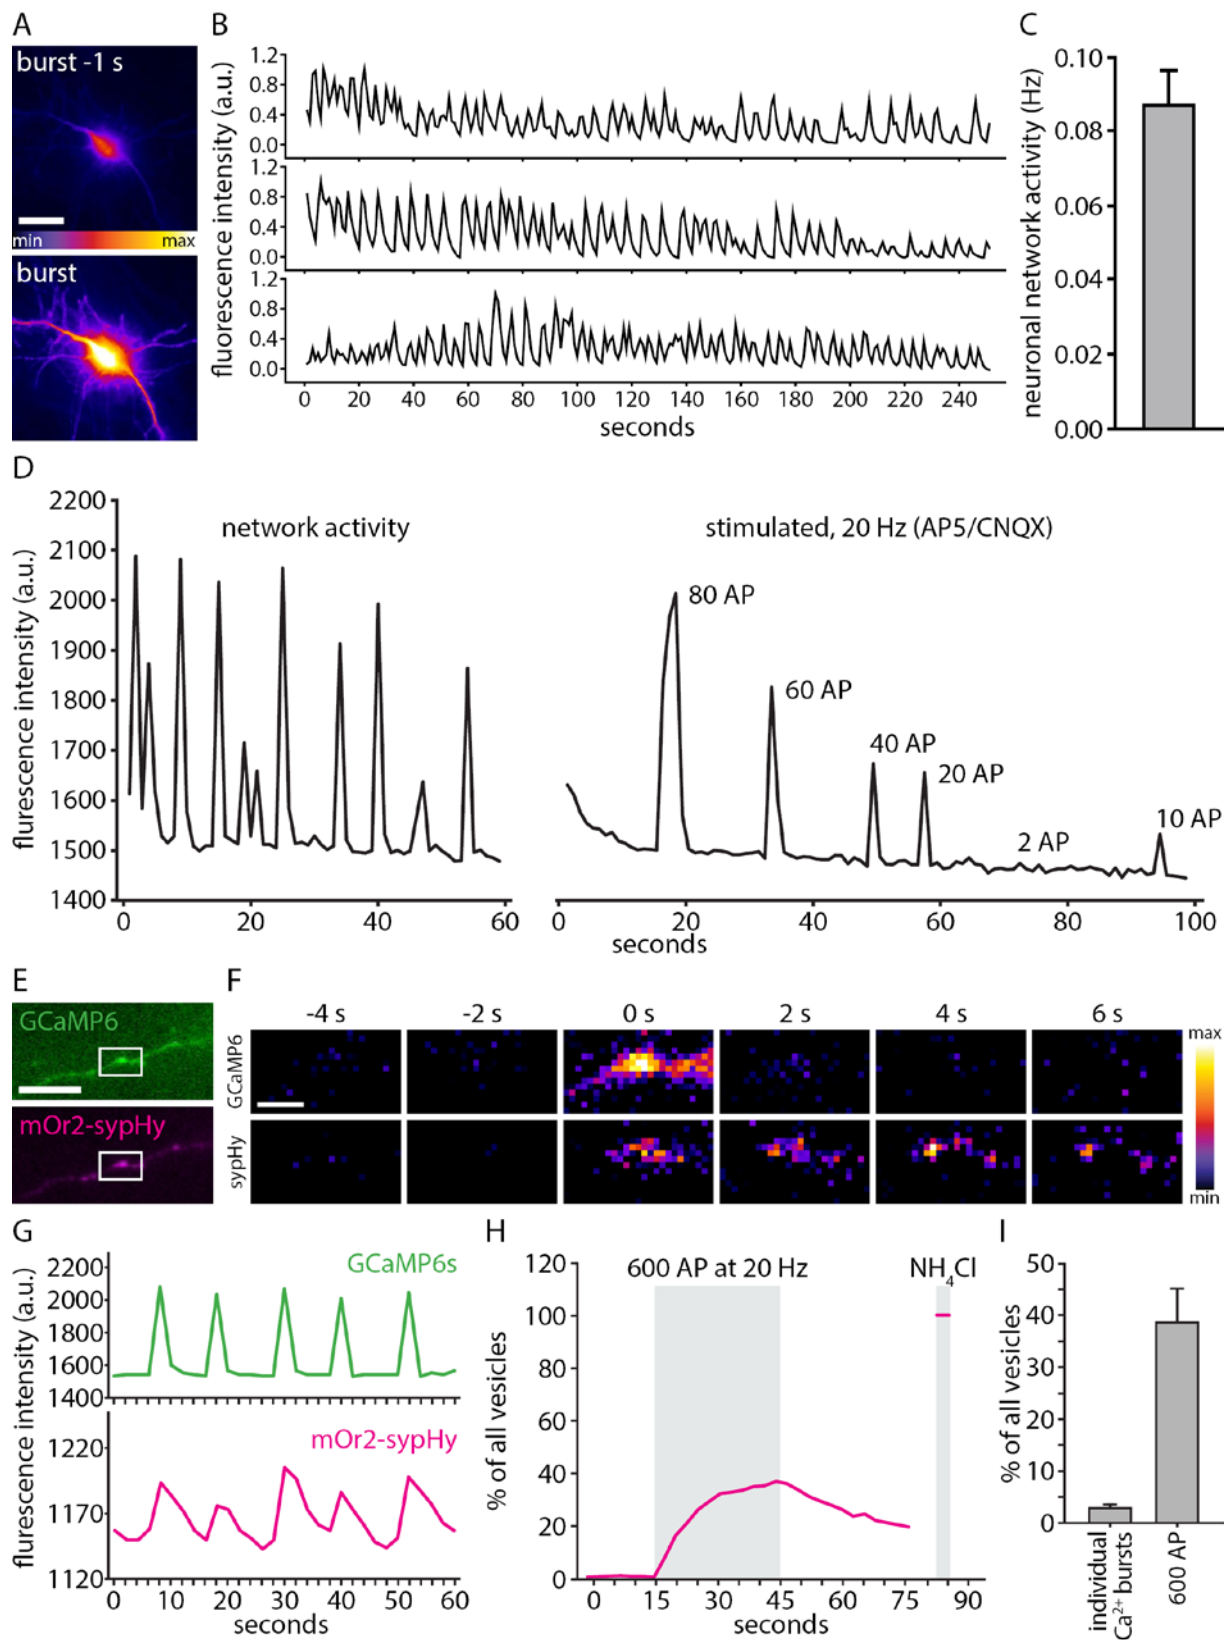 A
burst -1 s
min max
burst
B
fluorescence intensity (a.u.)
1.2
0.8
0.4
0.0
1.2
0.8
0.4
0.0
1.2
0.8
0.4
0.0
0 20 40 60 80 100 120 140 160 180 200 220 240
seconds
C
neuronal network activity (Hz)
0.10
0.08
0.06
0.04
0.02
0.00
D
flurescence intensity (a.u.)
2200
2100
2000
1900
1800
1700
1600
1500
1400
network activity
stimulated, 20 Hz (AP5/CNQX)
80 AP
60 AP
40 AP
20 AP
2 AP
10 AP
0 20 40 60 0 20 40 60 80 100
seconds
E
GCaMP6
mOr2-sypHy
F
-4 s -2 s 0 s 2 s 4 s 6 s
GCaMP6
sypHy
max
min
G
flurescence intensity (a.u.)
GCaMP6s
2200
2000
1800
1600
1400
mOr2-sypHy
1220
1170
1120
0 10 20 30 40 50 60
seconds
H
% of all vesicles
120
100
80
60
40
20
0
600 AP at 20 Hz
NH₄Cl
0 15 30 45 60 75 90
seconds
I
% of all vesicles
50
45
40
35
30
25
20
15
10
5
0
individual
Ca²⁺ bursts
600 AP